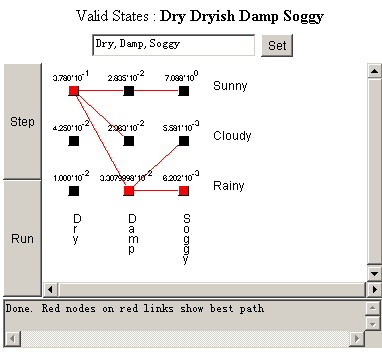 Valid States : Dry Dryish Damp Soggy
Dry,Damp,Soggy Set
3.780*10^-1 2.835*10^-2 7.088*10^0 Sunny
Step
4.250*10^-2 2.963*10^-2 5.581*10^-3 Cloudy
1.000*10^-2 3.3079998*10^-2 6.202*10^-3 Rainy
Run
Dry Damp Soggy
Done. Red nodes on red links show best path